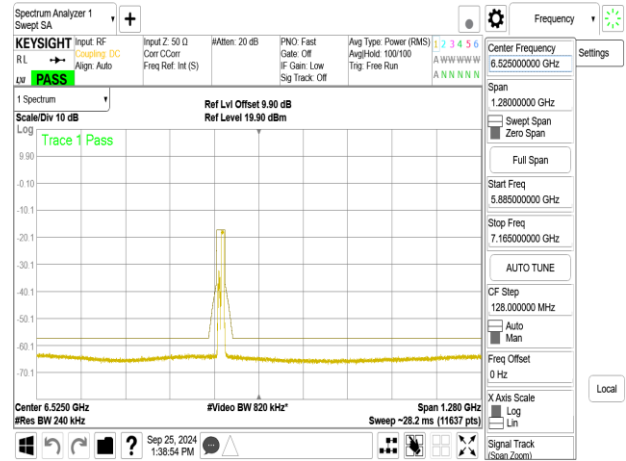 Spectrum Analyzer 1
Swept SA
Frequency
KEYSIGHT
RL
PASS
Input: RF
Coupling: DC
Align: Auto
Input Z: 50 Ω
Corr CCorr
Freq Ref: Int (S)
#Atten: 20 dB
PNO: Fast
Gate: Off
IF Gain: Low
Sig Track: Off
Avg Type: Power (RMS)
Avg|Hold: 100/100
Trig: Free Run
1 2 3 4 5 6
A W W W W W
A N N N N N
1 Spectrum
Scale/Div 10 dB
Ref Lvl Offset 9.90 dB
Ref Level 19.90 dBm
Log
Trace 1 Pass
9.90
-0.10
-10.1
-20.1
-30.1
-40.1
-50.1
-60.1
-70.1
Center 6.5250 GHz
#Res BW 240 kHz
#Video BW 820 kHz*
Span 1.280 GHz
Sweep ~28.2 ms (11637 pts)
Sep 25, 2024
1:38:54 PM
Center Frequency
6.525000000 GHz
Settings
Span
1.28000000 GHz
Swept Span
Zero Span
Full Span
Start Freq
5.885000000 GHz
Stop Freq
7.165000000 GHz
AUTO TUNE
CF Step
128.000000 MHz
Auto
Man
Freq Offset
0 Hz
X Axis Scale
Log
Lin
Local
Signal Track
(Span Zoom)